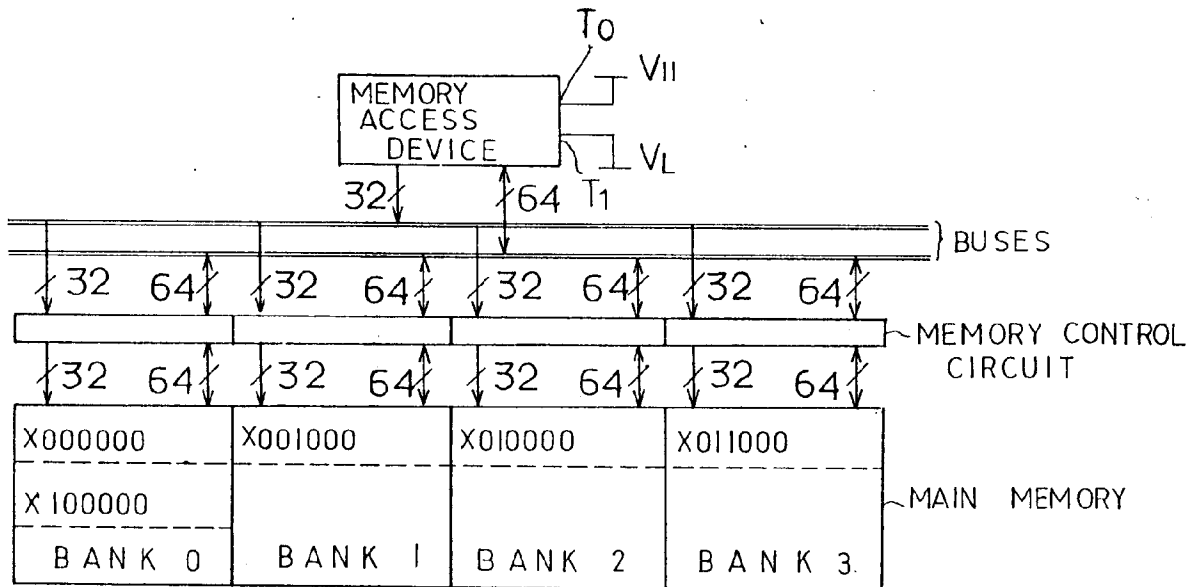 T0
VII
MEMORY
ACCESS
DEVICE
VL
T1
32 64
BUSES
32 64 32 64 32 64 32 64
MEMORY CONTROL
CIRCUIT
32 64 32 64 32 64 32 64
X000000 X001000 X010000 X011000
X100000
MAIN MEMORY
BANK 0 BANK 1 BANK 2 BANK 3